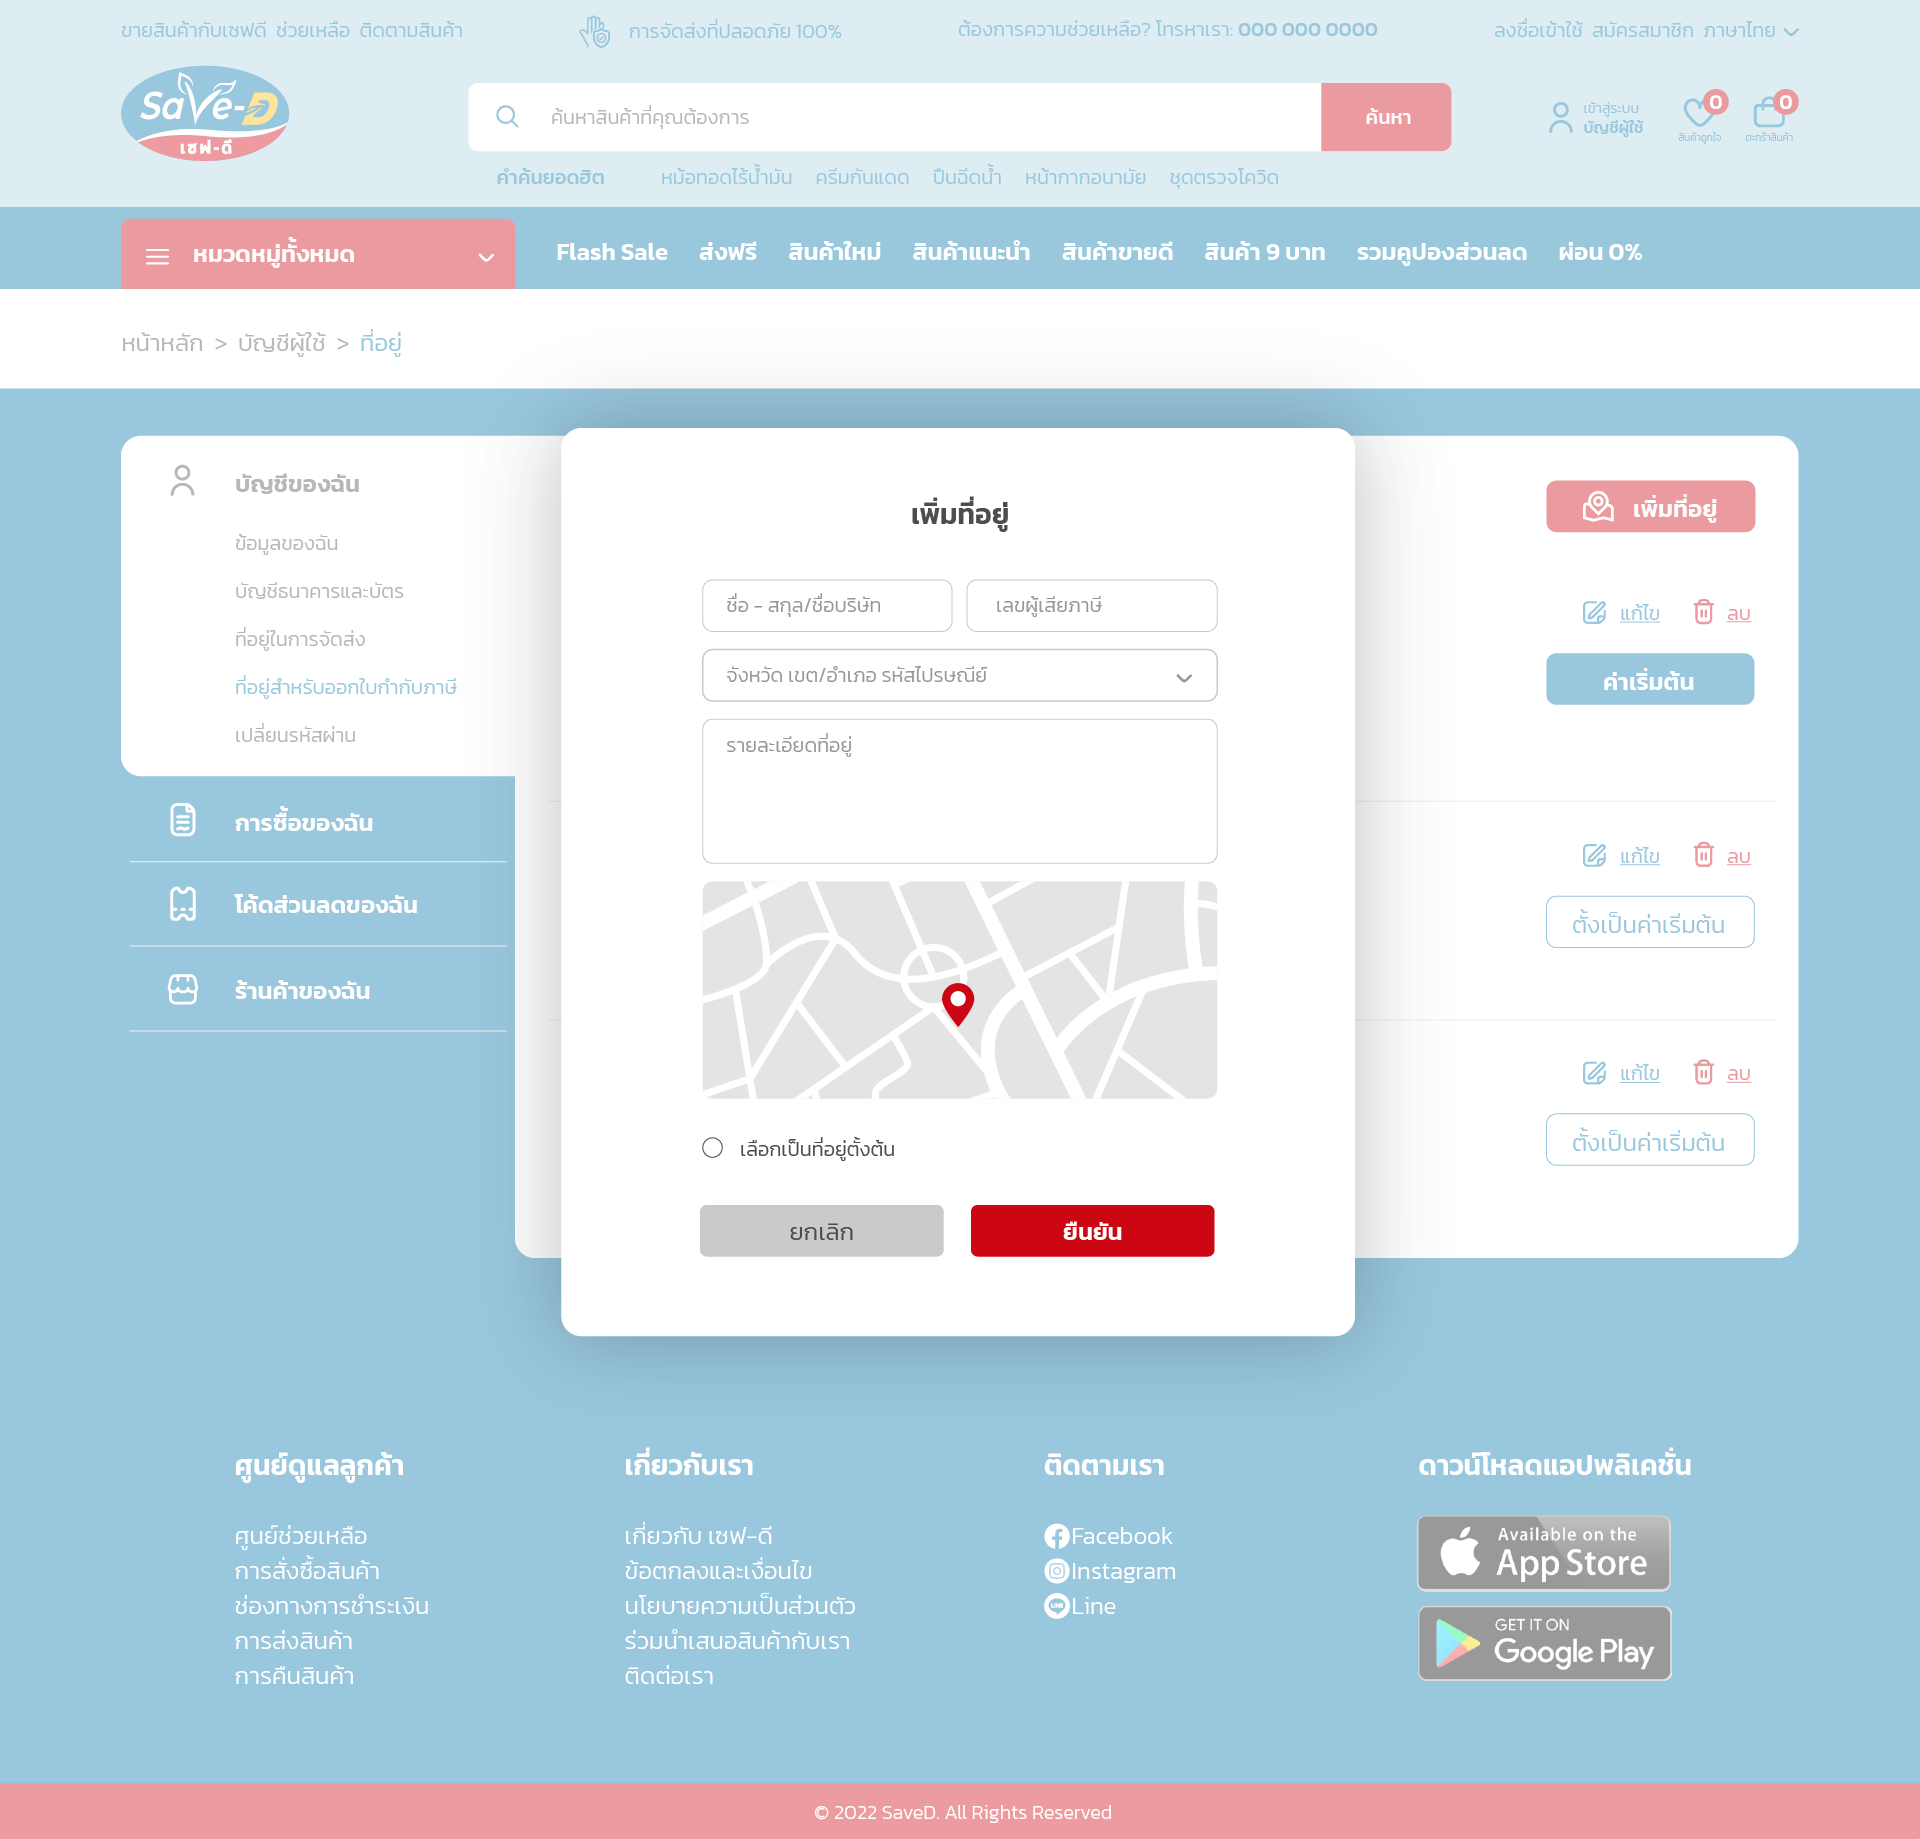 ขายสินค้ากับเซฟดี ช่วยเหลือ ติดตามสินค้า
การจัดส่งที่ปลอดภัย 100%
ต้องการความช่วยเหลือ? โทรหาเรา: 000 000 0000
ลงชื่อเข้าใช้ สมัครสมาชิก ภาษาไทย
SaVe-D
เซฟ-ดี
ค้นหาสินค้าที่คุณต้องการ
ค้นหา
เข้าสู่ระบบ
บัญชีผู้ใช้
0
สินค้าถูกใจ
0
ตะกร้าสินค้า
คำค้นยอดฮิต หม้อทอดไร้น้ำมัน ครีมกันแดด ปืนฉีดน้ำ หน้ากากอนามัย ชุดตรวจโควิด
หมวดหมู่ทั้งหมด
Flash Sale ส่งฟรี สินค้าใหม่ สินค้าแนะนำ สินค้าขายดี สินค้า 9 บาท รวมคูปองส่วนลด ผ่อน 0%
หน้าหลัก > บัญชีผู้ใช้ > ที่อยู่
บัญชีของฉัน
ข้อมูลของฉัน
บัญชีธนาคารและบัตร
ที่อยู่ในการจัดส่ง
ที่อยู่สำหรับออกใบกำกับภาษี
เปลี่ยนรหัสผ่าน
การซื้อของฉัน
โค้ดส่วนลดของฉัน
ร้านค้าของฉัน
เพิ่มที่อยู่
ชื่อ - สกุล/ชื่อบริษัท
เลขผู้เสียภาษี
จังหวัด เขต/อำเภอ รหัสไปรษณีย์
รายละเอียดที่อยู่
เลือกเป็นที่อยู่ตั้งต้น
ยกเลิก
ยืนยัน
เพิ่มที่อยู่
แก้ไข ลบ
ค่าเริ่มต้น
แก้ไข ลบ
ตั้งเป็นค่าเริ่มต้น
แก้ไข ลบ
ตั้งเป็นค่าเริ่มต้น
ศูนย์ดูแลลูกค้า
ศูนย์ช่วยเหลือ
การสั่งซื้อสินค้า
ช่องทางการชำระเงิน
การส่งสินค้า
การคืนสินค้า
เกี่ยวกับเรา
เกี่ยวกับ เซฟ-ดี
ข้อตกลงและเงื่อนไข
นโยบายความเป็นส่วนตัว
ร่วมนำเสนอสินค้ากับเรา
ติดต่อเรา
ติดตามเรา
Facebook
Instagram
LINE
Line
ดาวน์โหลดแอปพลิเคชั่น
Available on the
App Store
GET IT ON
Google Play
© 2022 SaveD. All Rights Reserved